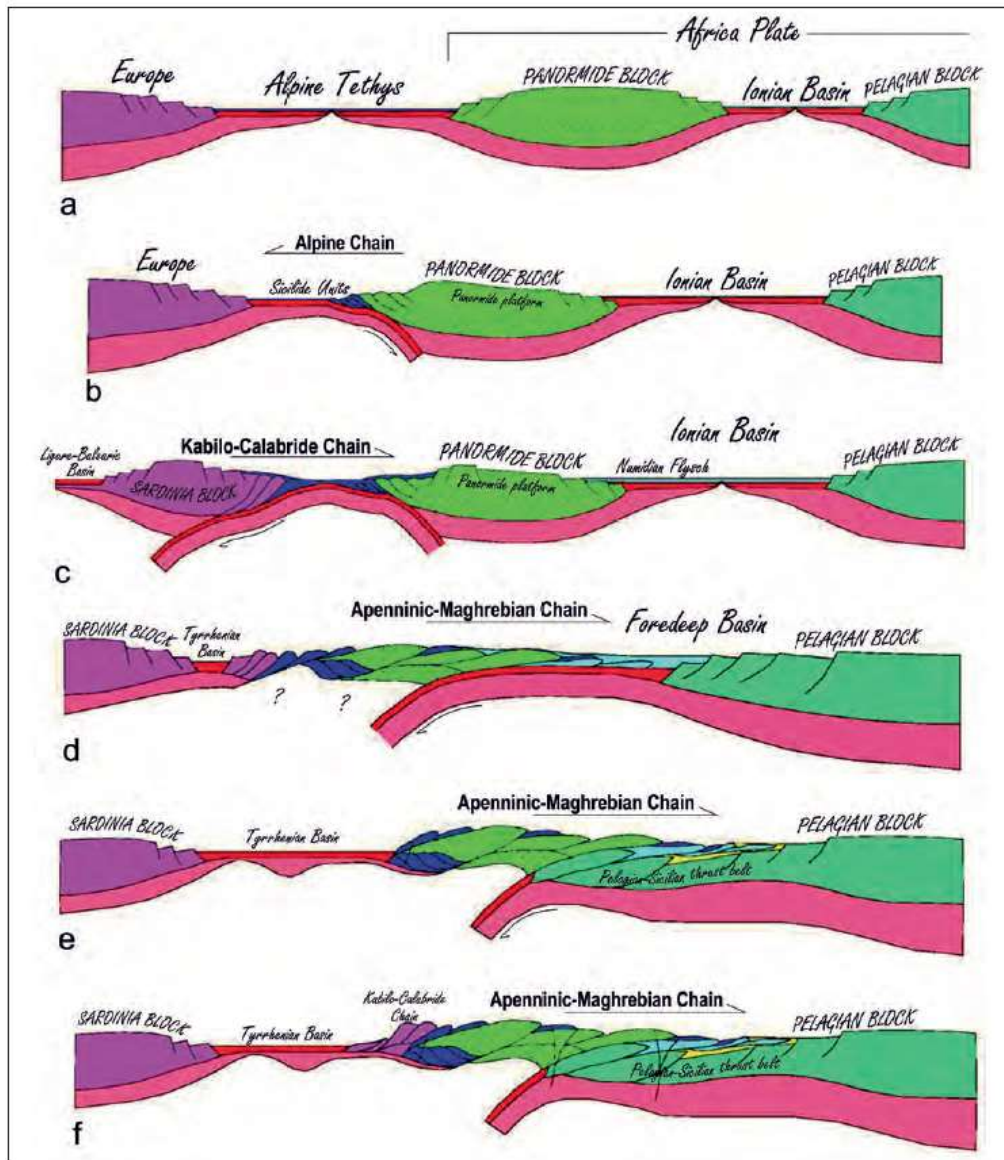 Africa Plate
Europe
Alpine Tethys
PANORMIDE BLOCK
Ionian Basin
PELAGIAN BLOCK
a
Alpine Chain
Europe
Sicilide Units
PANORMIDE BLOCK
Panormide platform
Ionian Basin
PELAGIAN BLOCK
b
Ligure-Balearic
Basin
Kabilo-Calabride Chain
SARDINIA BLOCK
PANORMIDE BLOCK
Panormide platform
Ionian Basin
Numidian Flysch
PELAGIAN BLOCK
c
SARDINIA BLOCK
Tyrrhenian
Basin
Apenninic-Maghrebian Chain
Foredeep Basin
PELAGIAN BLOCK
? ?
d
SARDINIA BLOCK
Tyrrhenian Basin
Apenninic-Maghrebian Chain
PELAGIAN BLOCK
Pelagian-Sicilian thrust belt
e
SARDINIA BLOCK
Tyrrhenian Basin
Kabilo-Calabride
Chain
Apenninic-Maghrebian Chain
PELAGIAN BLOCK
Pelagian-Sicilian thrust belt
f